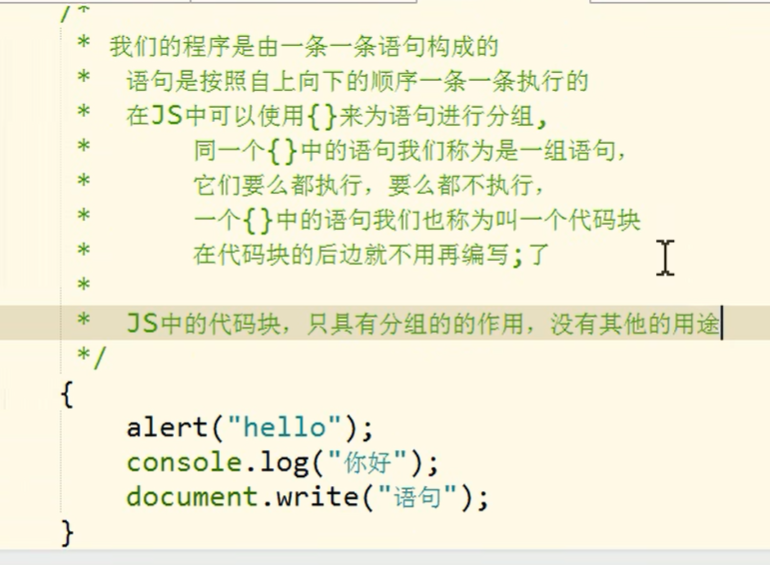 /*
* 我们的程序是由一条一条语句构成的
* 语句是按照自上向下的顺序一条一条执行的
* 在JS中可以使用{}来为语句进行分组,
* 同一个{}中的语句我们称为是一组语句,
* 它们要么都执行，要么都不执行，
* 一个{}中的语句我们也称为叫一个代码块
* 在代码块的后边就不用再编写;了
*
* JS中的代码块，只具有分组的的作用，没有其他的用途
*/
{
alert("hello");
console.log("你好");
document.write("语句");
}